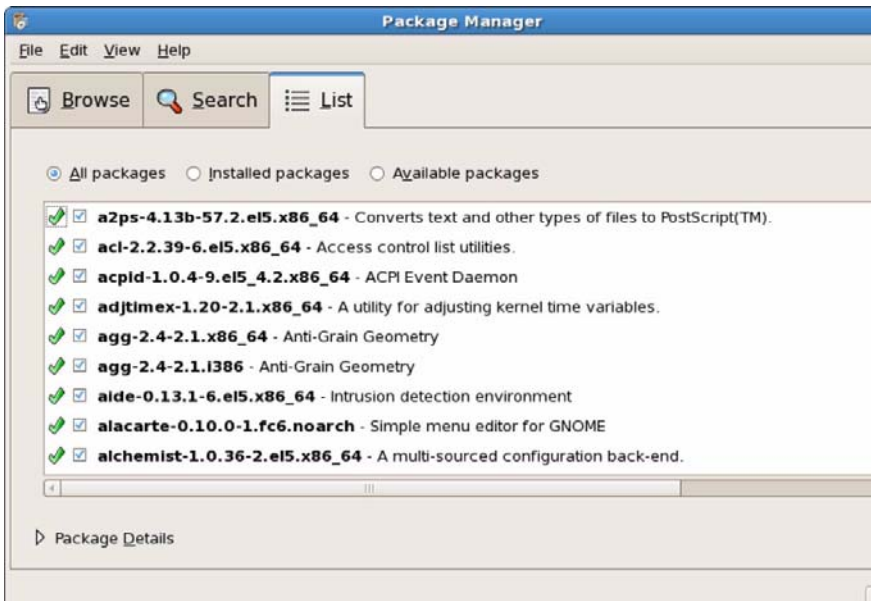 Package Manager
File Edit View Help
Browse Search List
All packages Installed packages Available packages
a2ps-4.13b-57.2.el5.x86_64 - Converts text and other types of files to PostScript(TM).
acl-2.2.39-6.el5.x86_64 - Access control list utilities.
acpid-1.0.4-9.el5_4.2.x86_64 - ACPI Event Daemon
adjtimex-1.20-2.1.x86_64 - A utility for adjusting kernel time variables.
agg-2.4-2.1.x86_64 - Anti-Grain Geometry
agg-2.4-2.1.i386 - Anti-Grain Geometry
aide-0.13.1-6.el5.x86_64 - Intrusion detection environment
alacarte-0.10.0-1.fc6.noarch - Simple menu editor for GNOME
alchemist-1.0.36-2.el5.x86_64 - A multi-sourced configuration back-end.
Package Details